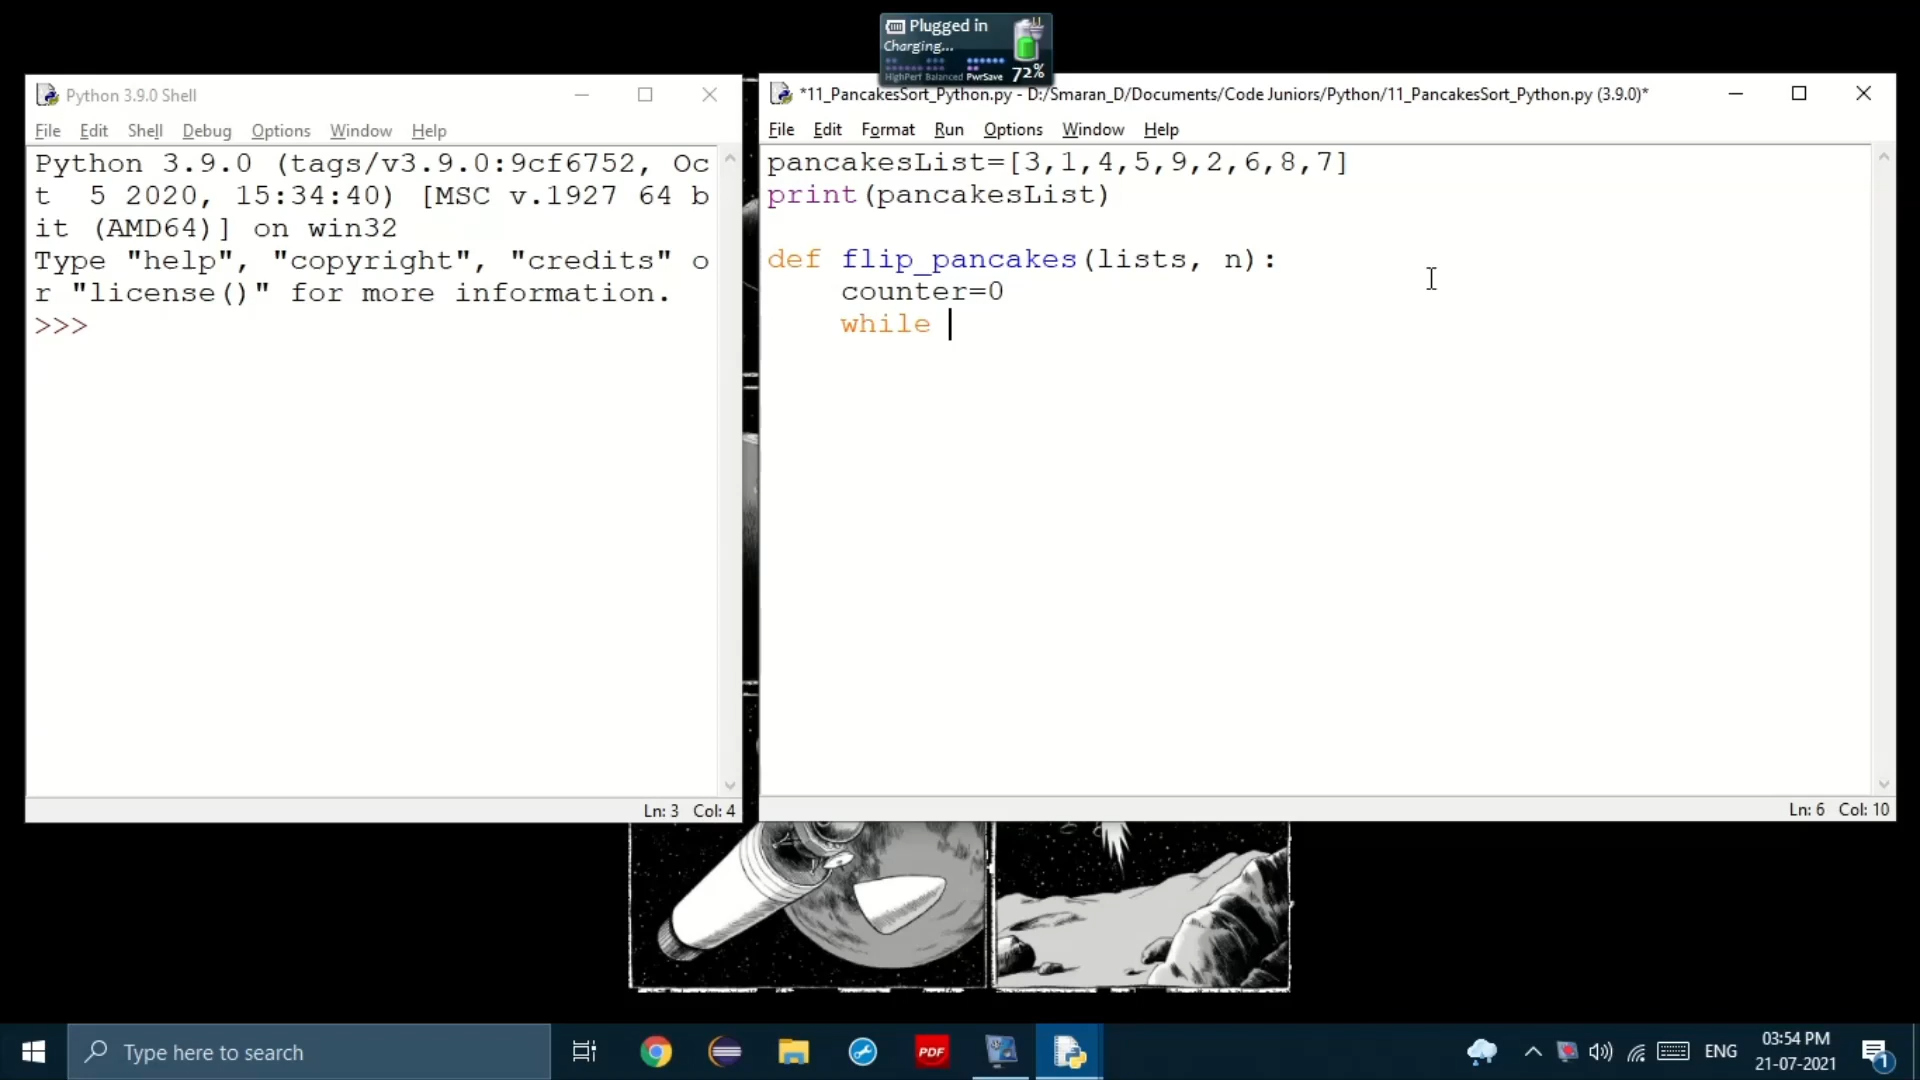 Plugged in
Charging...
HighPerf Balanced PwrSave 72%
Python 3.9.0 Shell
File Edit Shell Debug Options Window Help
Python 3.9.0 (tags/v3.9.0:9cf6752, Oc
t  5 2020, 15:34:40) [MSC v.1927 64 b
it (AMD64)] on win32
Type "help", "copyright", "credits" o
r "license()" for more information.
>>>
Ln: 3 Col: 4
*11_PancakesSort_Python.py - D:/Smaran_D/Documents/Code Juniors/Python/11_PancakesSort_Python.py (3.9.0)*
File Edit Format Run Options Window Help
pancakesList=[3,1,4,5,9,2,6,8,7]
print(pancakesList)
def flip_pancakes(lists, n):
    counter=0
    while
Ln: 6 Col: 10
Type here to search
PDF
ENG
03:54 PM
21-07-2021
1